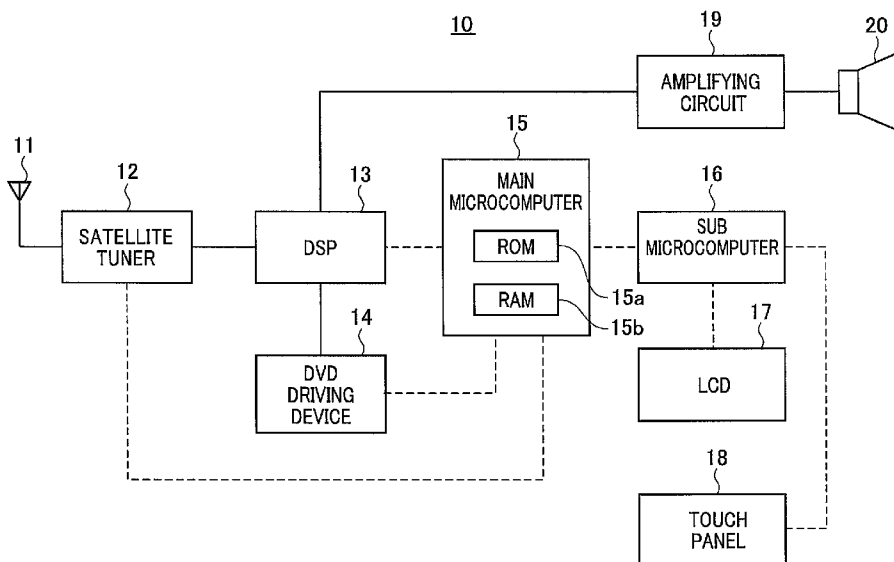 10
19
20
AMPLIFYING
CIRCUIT
11
12
13
15
16
SATELLITE
TUNER
DSP
MAIN
MICROCOMPUTER
ROM
RAM
15a
15b
SUB
MICROCOMPUTER
14
DVD
DRIVING
DEVICE
17
LCD
18
TOUCH
PANEL